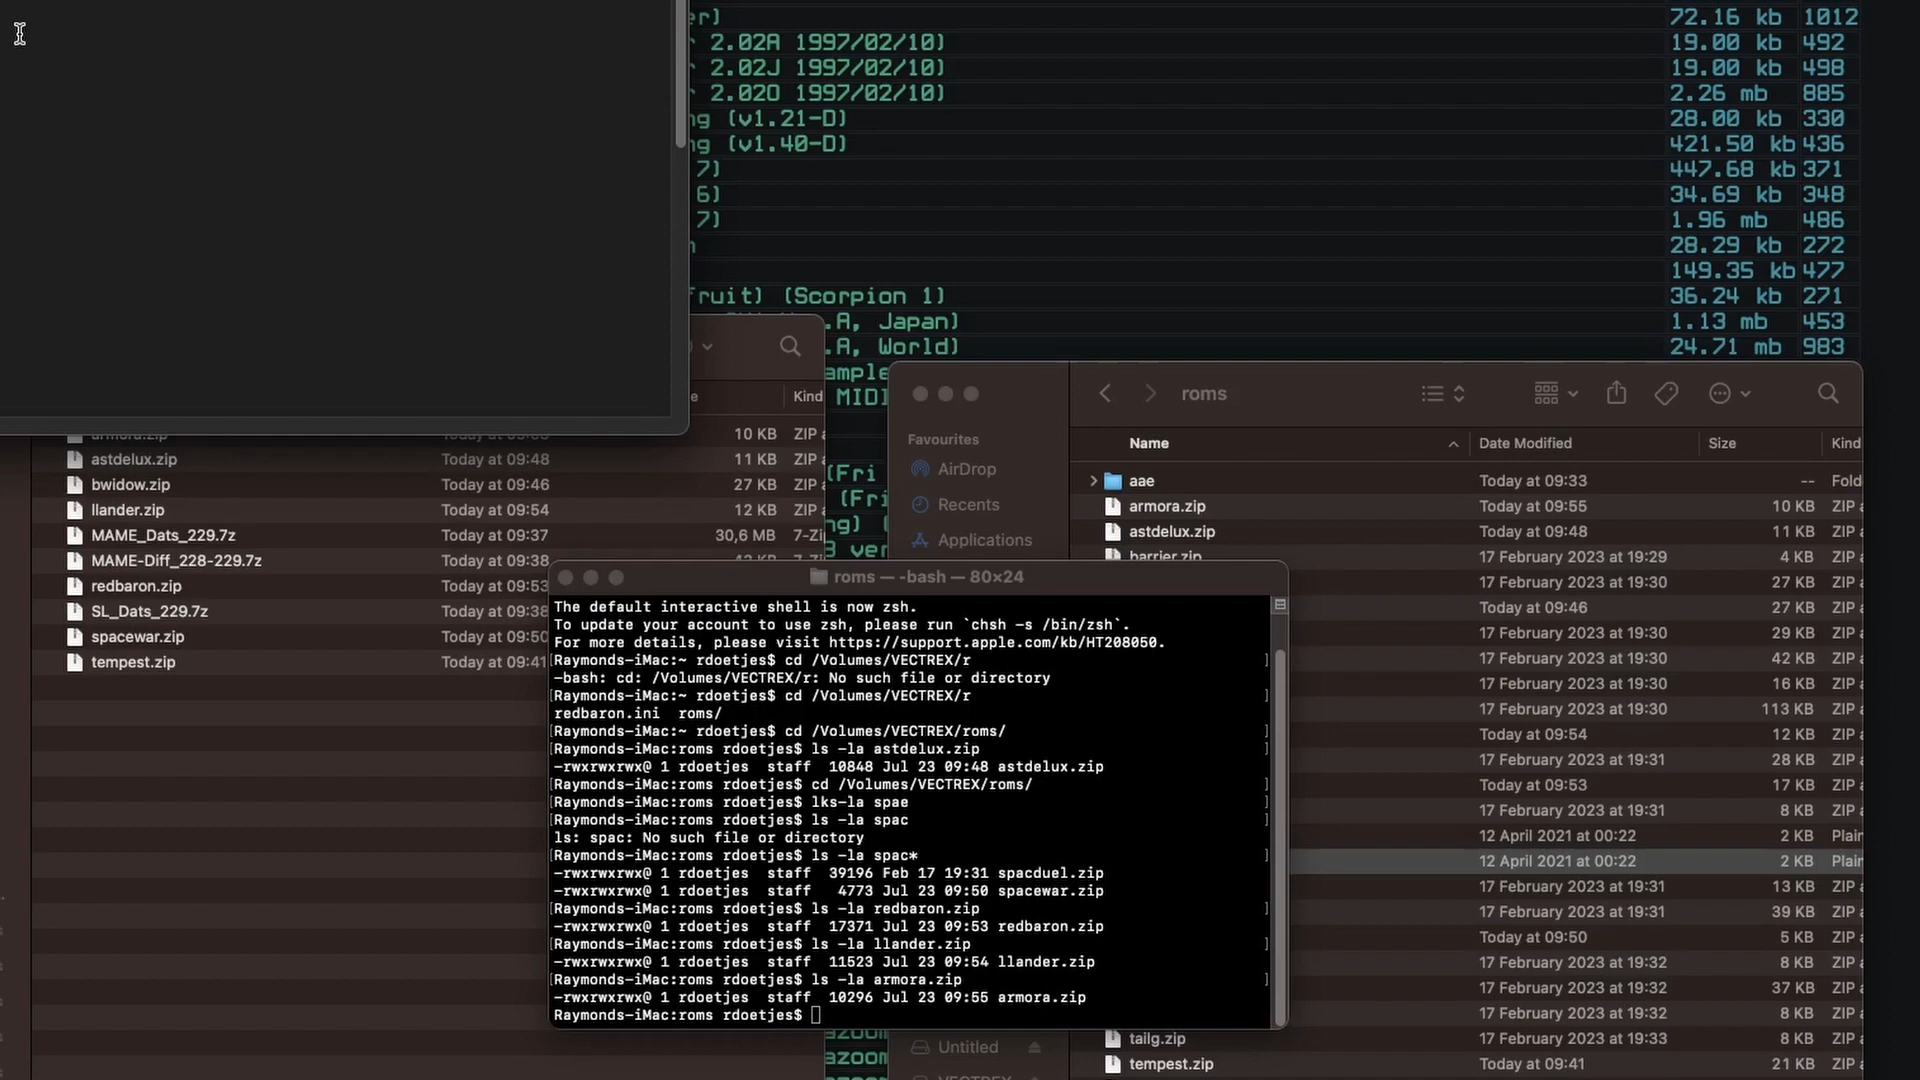 er) 72.16 kb 1012
2.02A 1997/02/10) 19.00 kb 492
2.02J 1997/02/10) 19.00 kb 498
2.02O 1997/02/10) 2.26 mb 885
ng (v1.21-D) 28.00 kb 330
ng (v1.40-D) 421.50 kb 436
7) 447.68 kb 371
6) 34.69 kb 348
7) 1.96 mb 486
28.29 kb 272
149.35 kb 477
ruit) (Scorpion 1) 36.24 kb 271
.A, Japan) 1.13 mb 453
.A, World) 24.71 mb 983
ample
MIDI
(Fri
(Fri
ng)
3 ver
e Kind
10 KB ZIP
astdelux.zip Today at 09:48 11 KB ZIP
bwidow.zip Today at 09:46 27 KB ZIP
llander.zip Today at 09:54 12 KB ZIP
MAME_Dats_229.7z Today at 09:37 30,6 MB 7-Zi
MAME-Diff_228-229.7z Today at 09:38
redbaron.zip Today at 09:53
SL_Dats_229.7z Today at 09:38
spacewar.zip Today at 09:50
tempest.zip Today at 09:41
roms
Favourites
AirDrop
Recents
Applications
Untitled
Name Date Modified Size Kind
aae Today at 09:33 -- Fold
armora.zip Today at 09:55 10 KB ZIP
astdelux.zip Today at 09:48 11 KB ZIP
barrier.zip 17 February 2023 at 19:29 4 KB ZIP
17 February 2023 at 19:30 27 KB ZIP
Today at 09:46 27 KB ZIP
17 February 2023 at 19:30 29 KB ZIP
17 February 2023 at 19:30 42 KB ZIP
17 February 2023 at 19:30 16 KB ZIP
17 February 2023 at 19:30 113 KB ZIP
Today at 09:54 12 KB ZIP
17 February 2023 at 19:31 28 KB ZIP
Today at 09:53 17 KB ZIP
17 February 2023 at 19:31 8 KB ZIP
12 April 2021 at 00:22 2 KB Plain
12 April 2021 at 00:22 2 KB Plain
17 February 2023 at 19:31 13 KB ZIP
17 February 2023 at 19:31 39 KB ZIP
Today at 09:50 5 KB ZIP
17 February 2023 at 19:32 8 KB ZIP
17 February 2023 at 19:32 37 KB ZIP
17 February 2023 at 19:32 8 KB ZIP
tailg.zip 17 February 2023 at 19:33 8 KB ZIP
tempest.zip Today at 09:41 21 KB ZIP
roms — -bash — 80×24
The default interactive shell is now zsh.
To update your account to use zsh, please run `chsh -s /bin/zsh`.
For more details, please visit https://support.apple.com/kb/HT208050.
[Raymonds-iMac:~ rdoetjes$ cd /Volumes/VECTREX/r ]
-bash: cd: /Volumes/VECTREX/r: No such file or directory
[Raymonds-iMac:~ rdoetjes$ cd /Volumes/VECTREX/r ]
redbaron.ini roms/
[Raymonds-iMac:~ rdoetjes$ cd /Volumes/VECTREX/roms/ ]
[Raymonds-iMac:roms rdoetjes$ ls -la astdelux.zip ]
-rwxrwxrwx@ 1 rdoetjes staff 10848 Jul 23 09:48 astdelux.zip
[Raymonds-iMac:roms rdoetjes$ cd /Volumes/VECTREX/roms/ ]
[Raymonds-iMac:roms rdoetjes$ lks-la spae ]
[Raymonds-iMac:roms rdoetjes$ ls -la spac ]
ls: spac: No such file or directory
[Raymonds-iMac:roms rdoetjes$ ls -la spac* ]
-rwxrwxrwx@ 1 rdoetjes staff 39196 Feb 17 19:31 spacduel.zip
-rwxrwxrwx@ 1 rdoetjes staff 4773 Jul 23 09:50 spacewar.zip
[Raymonds-iMac:roms rdoetjes$ ls -la redbaron.zip ]
-rwxrwxrwx@ 1 rdoetjes staff 17371 Jul 23 09:53 redbaron.zip
[Raymonds-iMac:roms rdoetjes$ ls -la llander.zip ]
-rwxrwxrwx@ 1 rdoetjes staff 11523 Jul 23 09:54 llander.zip
[Raymonds-iMac:roms rdoetjes$ ls -la armora.zip ]
-rwxrwxrwx@ 1 rdoetjes staff 10296 Jul 23 09:55 armora.zip
Raymonds-iMac:roms rdoetjes$
azoom
azoom